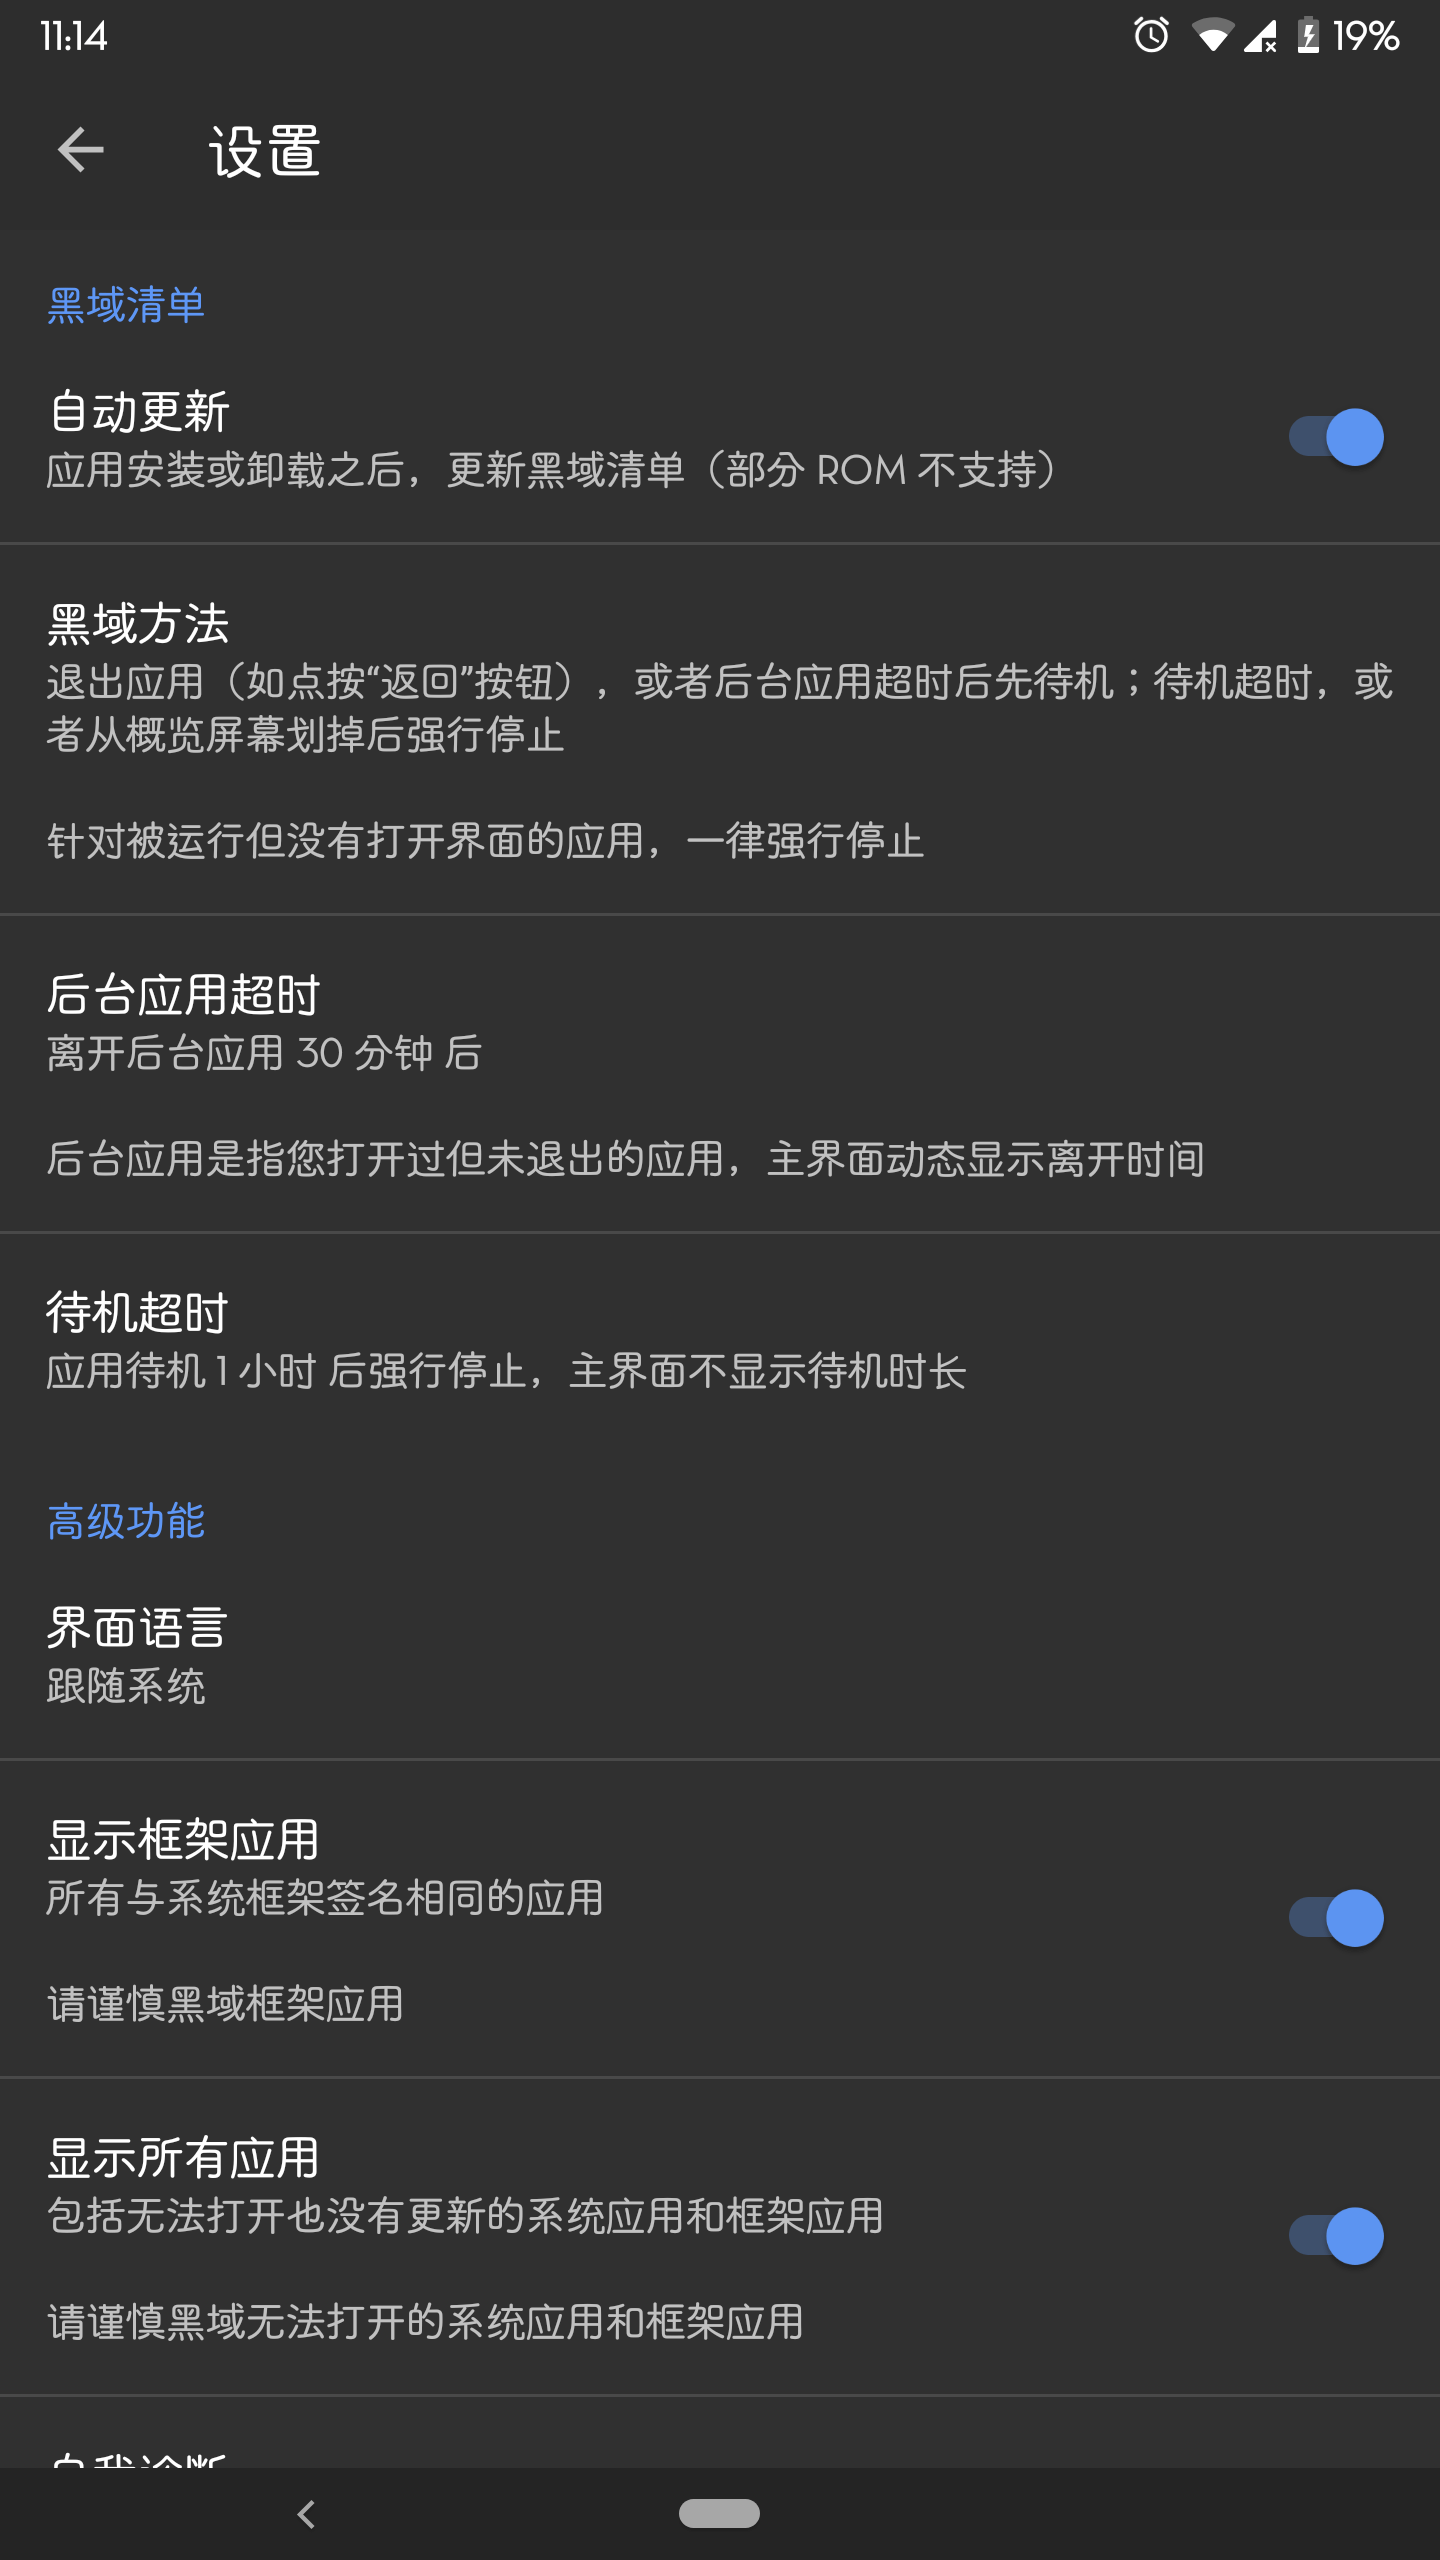 11:14
19%
设置
黑域清单
自动更新
应用安装或卸载之后，更新黑域清单（部分 ROM 不支持）
黑域方法
退出应用（如点按“返回”按钮），或者后台应用超时后先待机；待机超时，或
者从概览屏幕划掉后强行停止
针对被运行但没有打开界面的应用，一律强行停止
后台应用超时
离开后台应用 30 分钟 后
后台应用是指您打开过但未退出的应用，主界面动态显示离开时间
待机超时
应用待机 1 小时 后强行停止，主界面不显示待机时长
高级功能
界面语言
跟随系统
显示框架应用
所有与系统框架签名相同的应用
请谨慎黑域框架应用
显示所有应用
包括无法打开也没有更新的系统应用和框架应用
请谨慎黑域无法打开的系统应用和框架应用
自我诊断